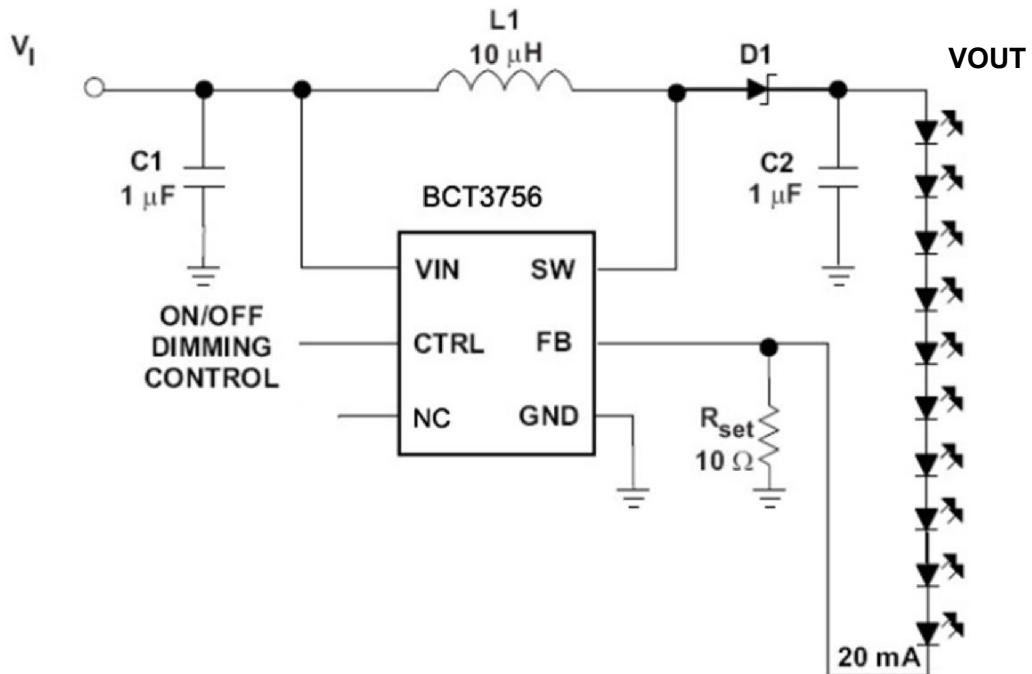 L1
10 μH
V_I
D1
VOUT
C1
1 μF
C2
1 μF
BCT3756
VIN
SW
ON/OFF
DIMMING
CONTROL
CTRL
FB
NC
GND
R_set
10 Ω
20 mA